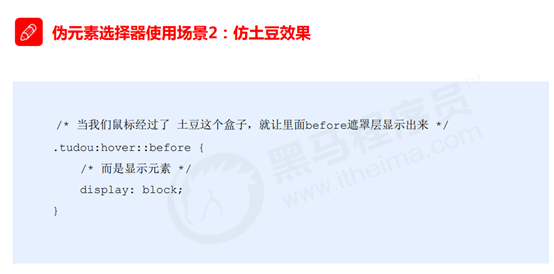 伪元素选择器使用场景2：仿土豆效果
/* 当我们鼠标经过了 土豆这个盒子，就让里面before遮罩层显示出来 */
.tudou:hover::before {
/* 而是显示元素 */
display: block;
}
黑马程序员
TM
www.itheima.com